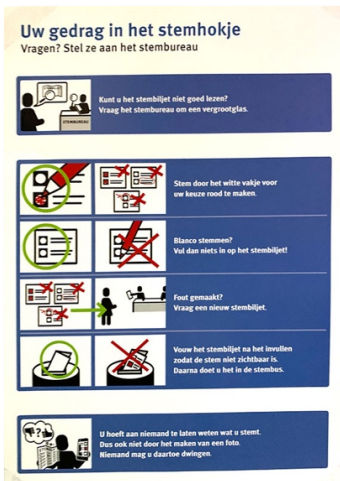 Uw gedrag in het stemhokje
Vragen? Stel ze aan het stembureau
STEMBUREAU
Kunt u het stembiljet niet goed lezen?
Vraag het stembureau om een vergrootglas.
Stem door het witte vakje voor
uw keuze rood te maken.
Blanco stemmen?
Vul dan niets in op het stembiljet!
Fout gemaakt?
Vraag een nieuw stembiljet.
Vouw het stembiljet na het invullen
zodat de stem niet zichtbaar is.
Daarna doet u het in de stembus.
?
U hoeft aan niemand te laten weten wat u stemt.
Dus ook niet door het maken van een foto.
Niemand mag u daartoe dwingen.